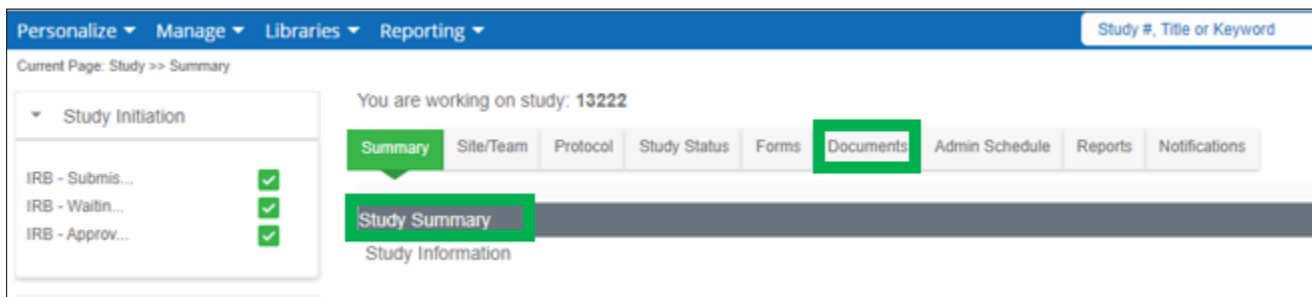 Personalize Manage Libraries Reporting Study #, Title or Keyword
Current Page: Study >> Summary
Study Initiation
IRB - Submis...
IRB - Waitin...
IRB - Approv...
You are working on study: 13222
Summary Site/Team Protocol Study Status Forms Documents Admin Schedule Reports Notifications
Study Summary
Study Information